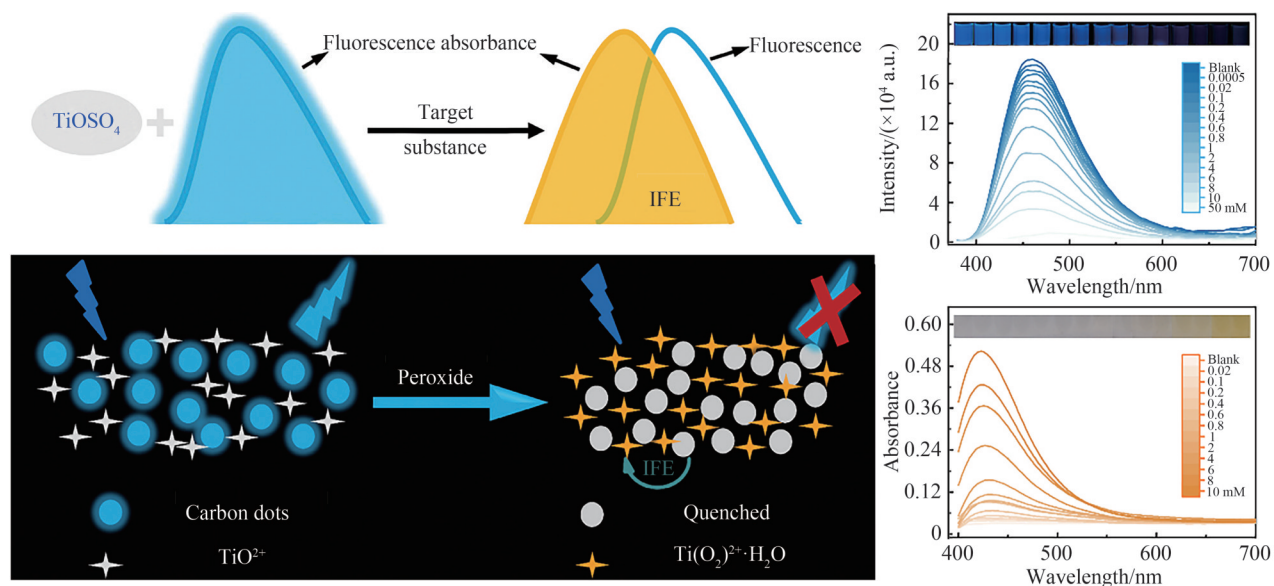 TiOSO₄
Fluorescence absorbance
Fluorescence
Target
substance
IFE
Peroxide
IFE
Carbon dots
TiO²⁺
Quenched
Ti(O₂)²⁺·H₂O
Intensity/(×10⁴ a.u.)
20
16
12
8
4
0
400
500
600
700
Wavelength/nm
Blank
0.0005
0.02
0.1
0.2
0.4
0.6
0.8
1
2
4
6
8
10
50 mM
Absorbance
0.60
0.48
0.36
0.24
0.12
0
400
500
600
700
Wavelength/nm
Blank
0.02
0.1
0.2
0.4
0.6
0.8
1
2
4
6
8
10 mM